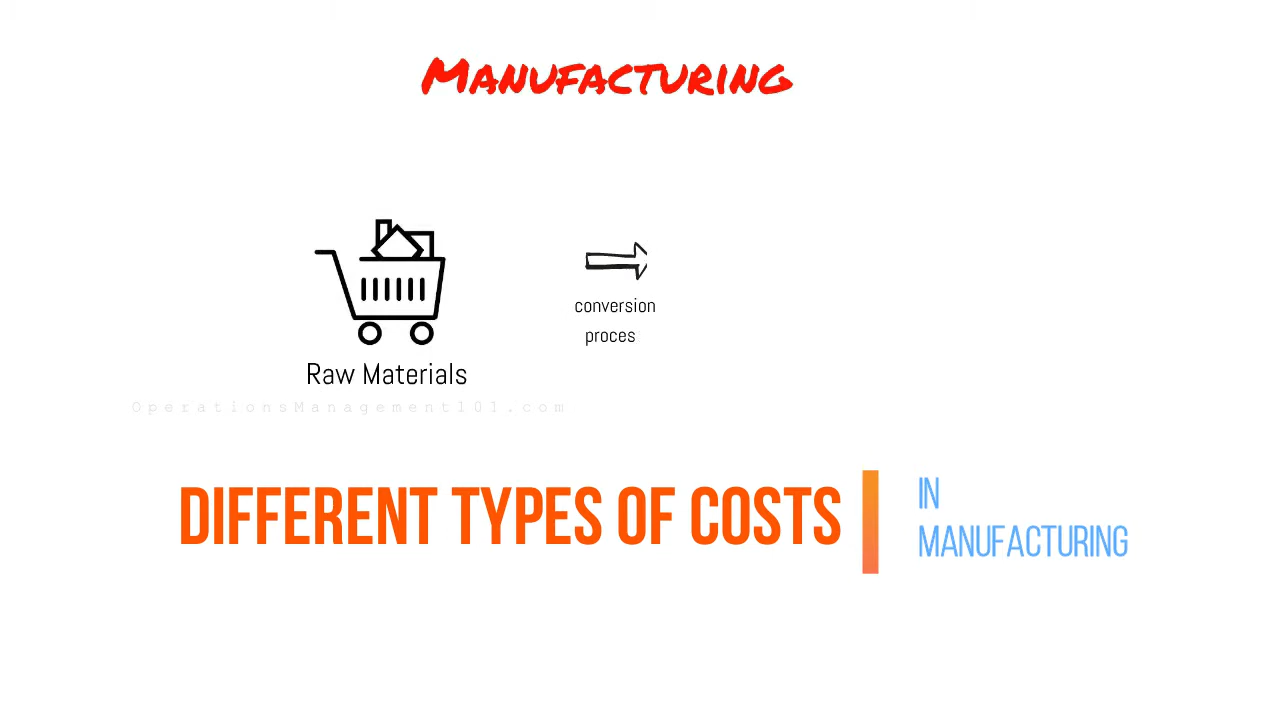 MANUFACTURING
conversion
proces
Raw Materials
OperationsManagement101.com
DIFFERENT TYPES OF COSTS
IN
MANUFACTURING